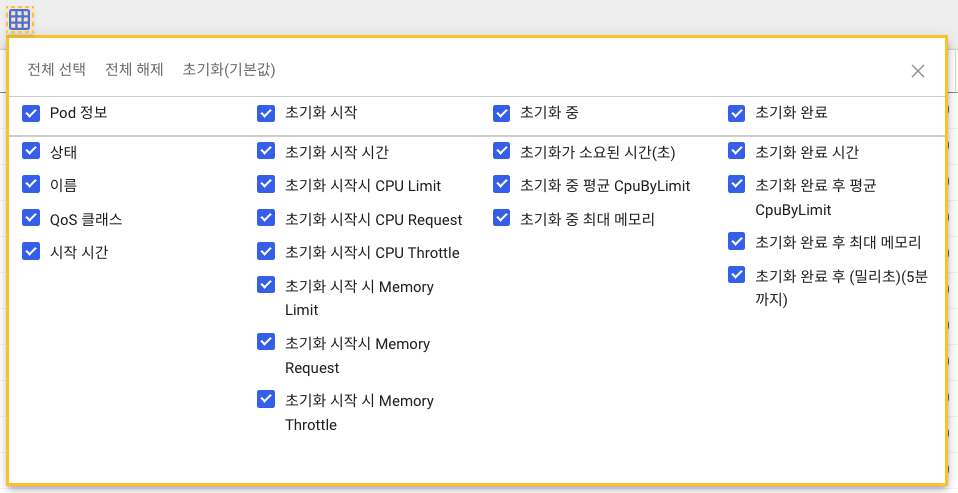 전체 선택 전체 해제 초기화(기본값)
Pod 정보
상태
이름
QoS 클래스
시작 시간
초기화 시작
초기화 시작 시간
초기화 시작시 CPU Limit
초기화 시작시 CPU Request
초기화 시작시 CPU Throttle
초기화 시작 시 Memory
Limit
초기화 시작시 Memory
Request
초기화 시작 시 Memory
Throttle
초기화 중
초기화가 소요된 시간(초)
초기화 중 평균 CpuByLimit
초기화 중 최대 메모리
초기화 완료
초기화 완료 시간
초기화 완료 후 평균
CpuByLimit
초기화 완료 후 최대 메모리
초기화 완료 후 (밀리초)(5분
까지)